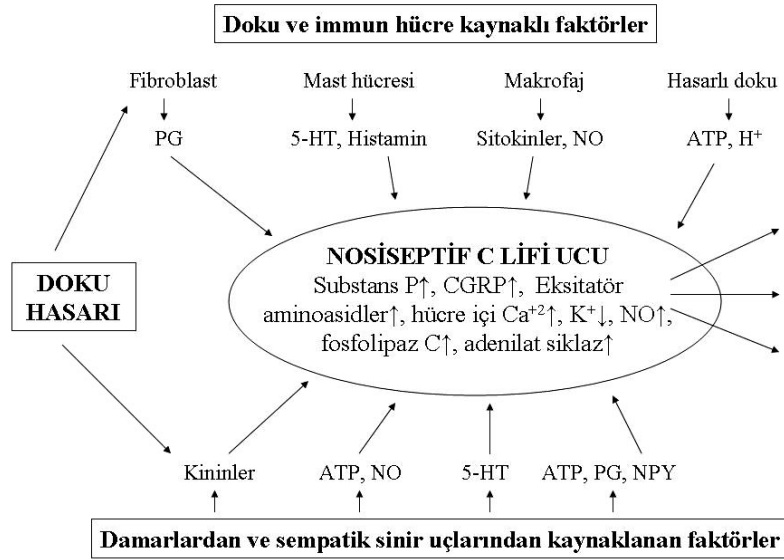 Doku ve immun hücre kaynaklı faktörler
Fibroblast Mast hücresi Makrofaj Hasarlı doku
PG 5-HT, Histamin Sitokinler, NO ATP, H⁺
DOKU
HASARI
NOSİSEPTİF C LİFİ UCU
Substans P↑, CGRP↑, Eksitatör
aminoasidler↑, hücre içi Ca⁺²↑, K⁺↓, NO↑,
fosfolipaz C↑, adenilat siklaz↑
Kininler ATP, NO 5-HT ATP, PG, NPY
Damarlardan ve sempatik sinir uçlarından kaynaklanan faktörler